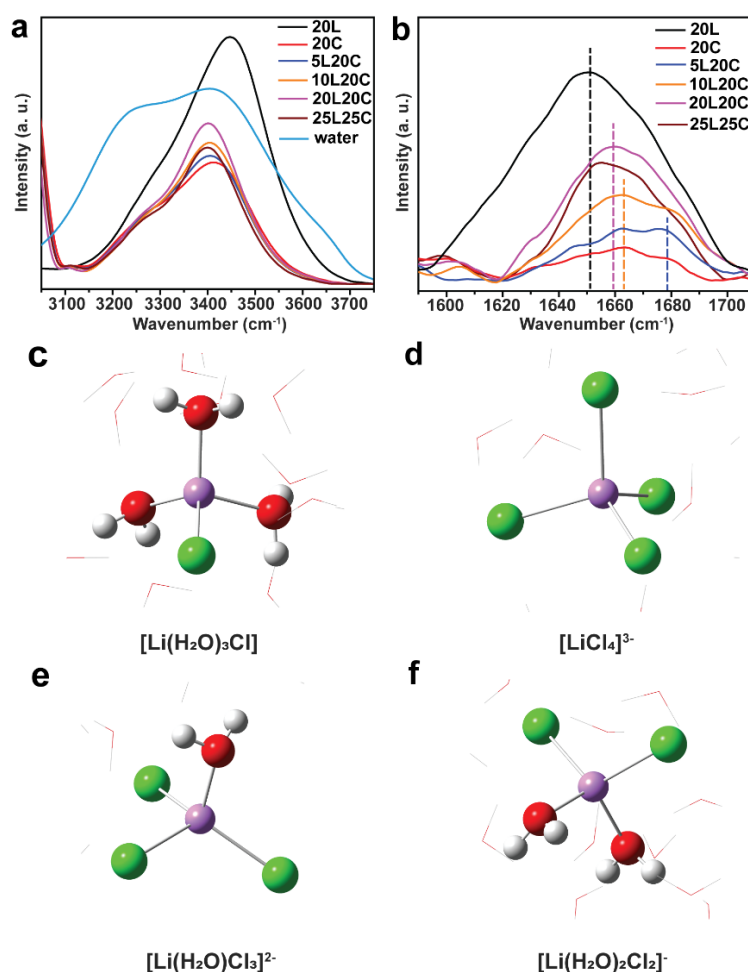 a
20L
20C
5L20C
10L20C
20L20C
25L25C
water
Intensity (a. u.)
3100 3200 3300 3400 3500 3600 3700
Wavenumber (cm⁻¹)
b
20L
20C
5L20C
10L20C
20L20C
25L25C
Intensity (a. u.)
1600 1620 1640 1660 1680 1700
Wavenumber (cm⁻¹)
c
[Li(H₂O)₃Cl]
d
[LiCl₄]³⁻
e
[Li(H₂O)Cl₃]²⁻
f
[Li(H₂O)₂Cl₂]⁻